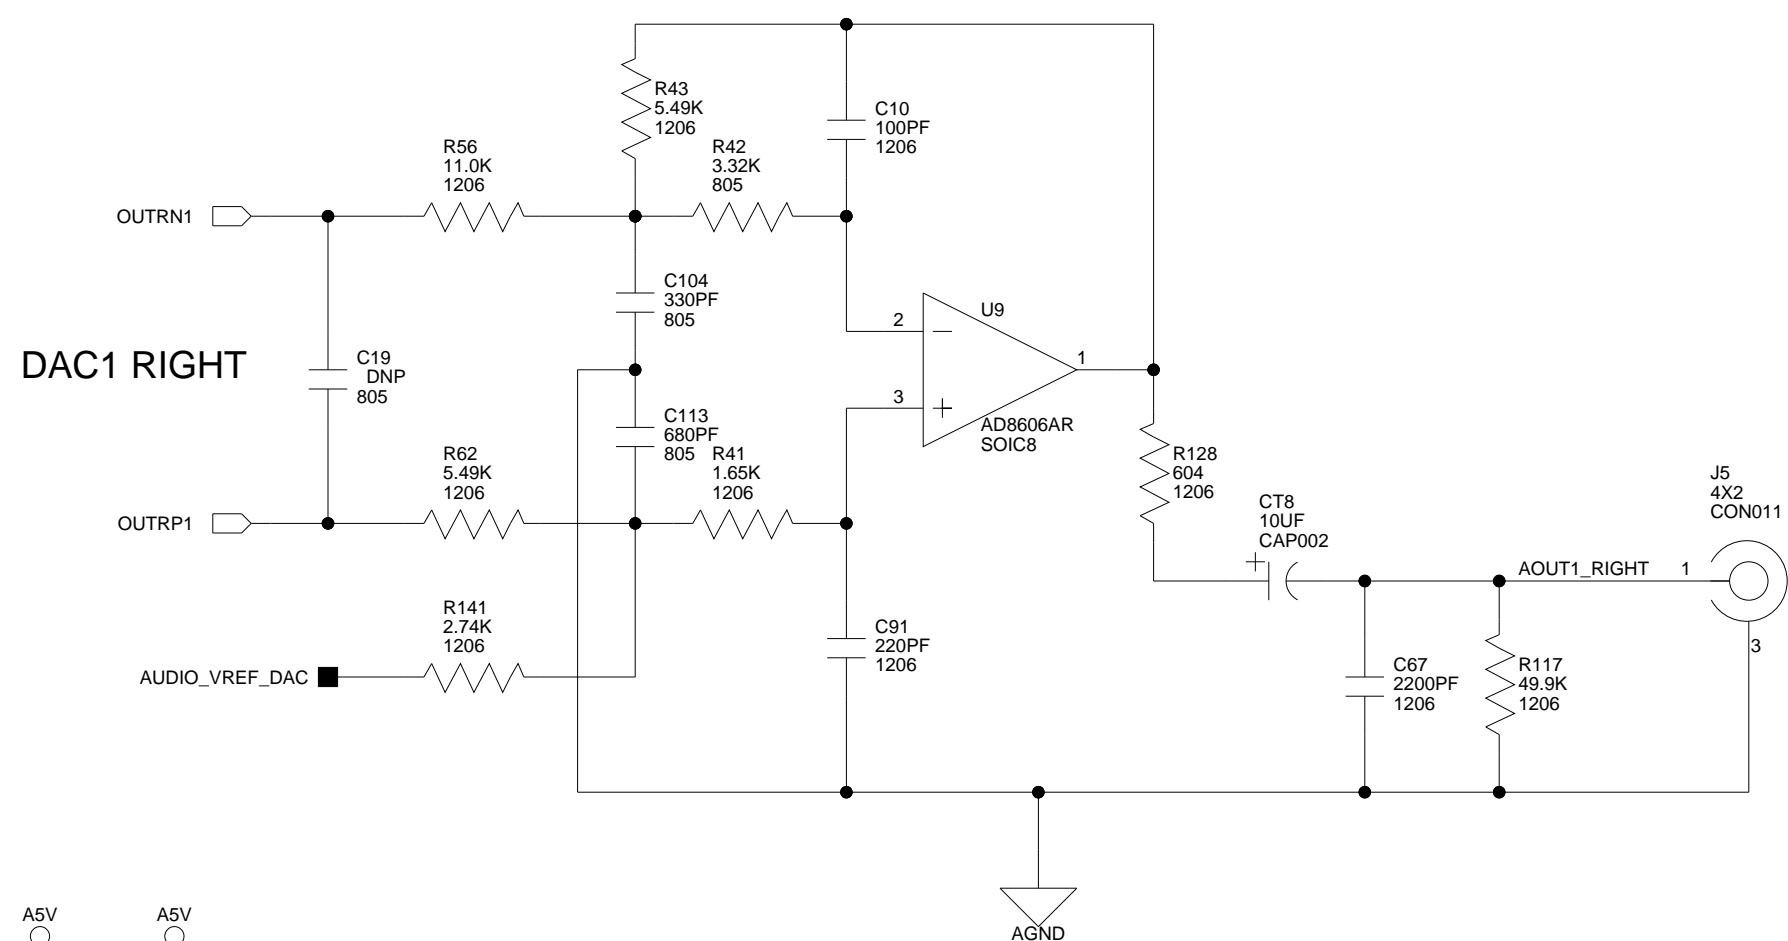 R43
5.49K
1206
C10
100PF
1206
R56
11.0K
1206
R42
3.32K
805
OUTRN1
C104
330PF
805
U9
2
1
3
AD8606AR
SOIC8
DAC1 RIGHT
C19
DNP
805
C113
680PF
805
R41
1.65K
1206
R62
5.49K
1206
OUTRP1
R128
604
1206
CT8
10UF
CAP002
J5
4X2
CON011
AOUT1_RIGHT
1
3
R141
2.74K
1206
AUDIO_VREF_DAC
C91
220PF
1206
C67
2200PF
1206
R117
49.9K
1206
A5V
A5V
AGND